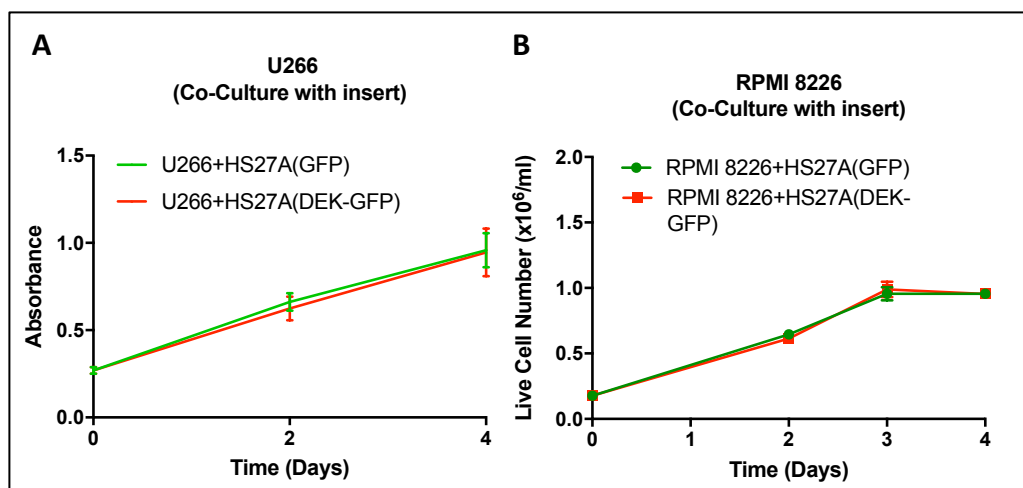 A
U266
(Co-Culture with insert)
U266+HS27A(GFP)
U266+HS27A(DEK-GFP)
1.5
1.0
0.5
0.0
Absorbance
0
2
4
Time (Days)
B
RPMI 8226
(Co-Culture with insert)
RPMI 8226+HS27A(GFP)
RPMI 8226+HS27A(DEK-
GFP)
2.0
1.5
1.0
0.5
0.0
Live Cell Number (x10⁶/ml)
0
1
2
3
4
Time (Days)